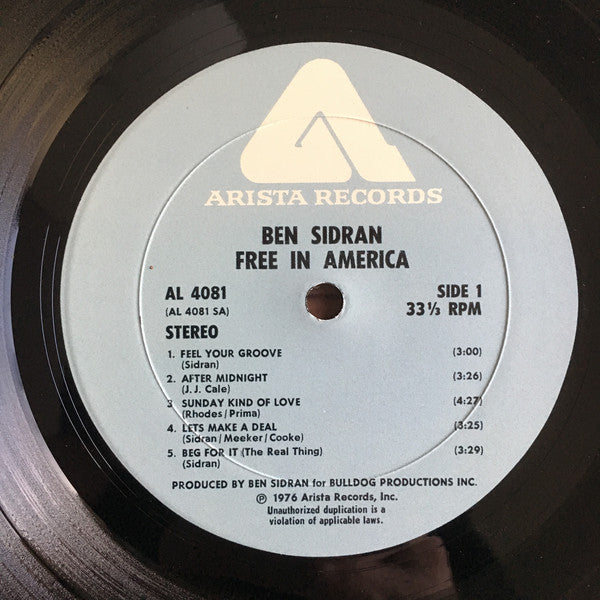 ARISTA RECORDS
BEN SIDRAN
FREE IN AMERICA
AL 4081
(AL 4081 SA)
STEREO
SIDE 1
33 1/3 RPM
1. FEEL YOUR GROOVE (3:00)
(Sidran)
2. AFTER MIDNIGHT (3:26)
(J. J. Cale)
3 SUNDAY KIND OF LOVE (4:27)
(Rhodes/Prima)
4. LETS MAKE A DEAL (3:25)
(Sidran/Meeker/Cooke)
5. BEG FOR IT (The Real Thing) (3:29)
(Sidran)
PRODUCED BY BEN SIDRAN for BULLDOG PRODUCTIONS INC.
℗ 1976 Arista Records, Inc.
Unauthorized duplication is a
violation of applicable laws.